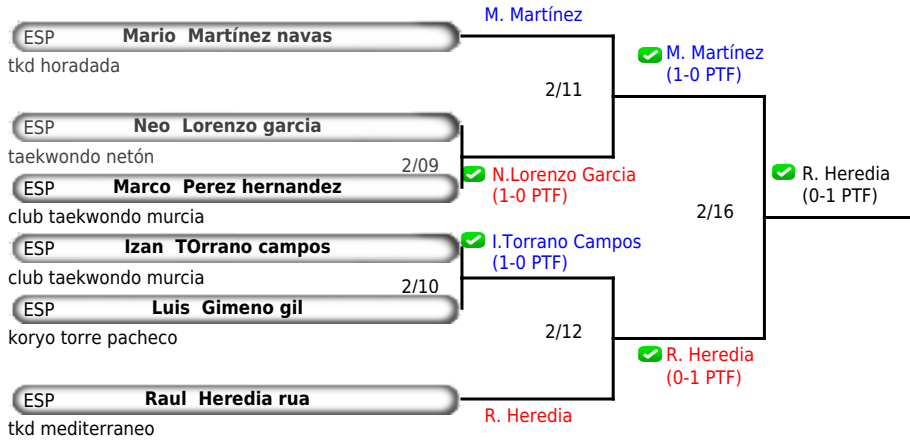 M. Martínez
ESP Mario Martínez navas
tkd horadada
M. Martínez
(1-0 PTF)
2/11
ESP Neo Lorenzo garcia
taekwondo netón
2/09
N.Lorenzo Garcia
(1-0 PTF)
ESP Marco Perez hernandez
club taekwondo murcia
R. Heredia
(0-1 PTF)
2/16
ESP Izan TOrrano campos
club taekwondo murcia
I.Torrano Campos
(1-0 PTF)
2/10
ESP Luis Gimeno gil
koryo torre pacheco
2/12
R. Heredia
(0-1 PTF)
ESP Raul Heredia rua
tkd mediterraneo
R. Heredia